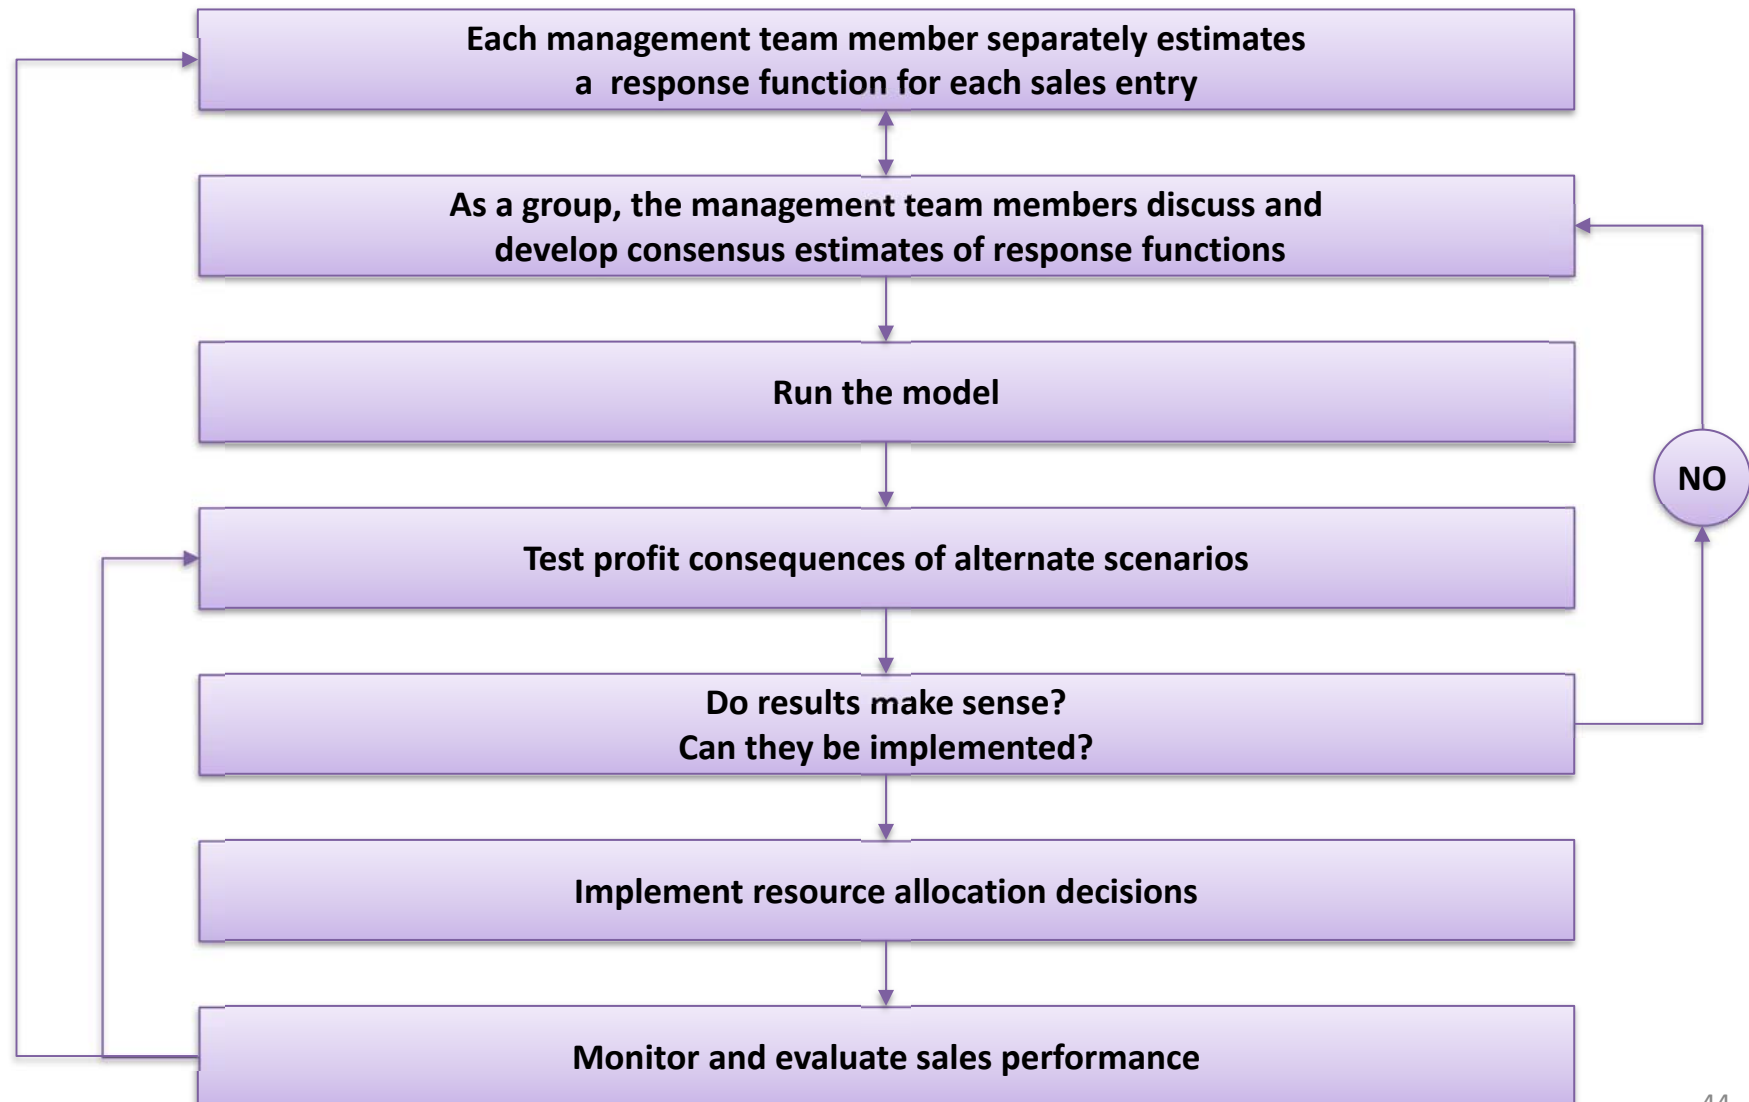 Each management team member separately estimates
a response function for each sales entry
As a group, the management team members discuss and
develop consensus estimates of response functions
Run the model
NO
Test profit consequences of alternate scenarios
Do results make sense?
Can they be implemented?
Implement resource allocation decisions
Monitor and evaluate sales performance